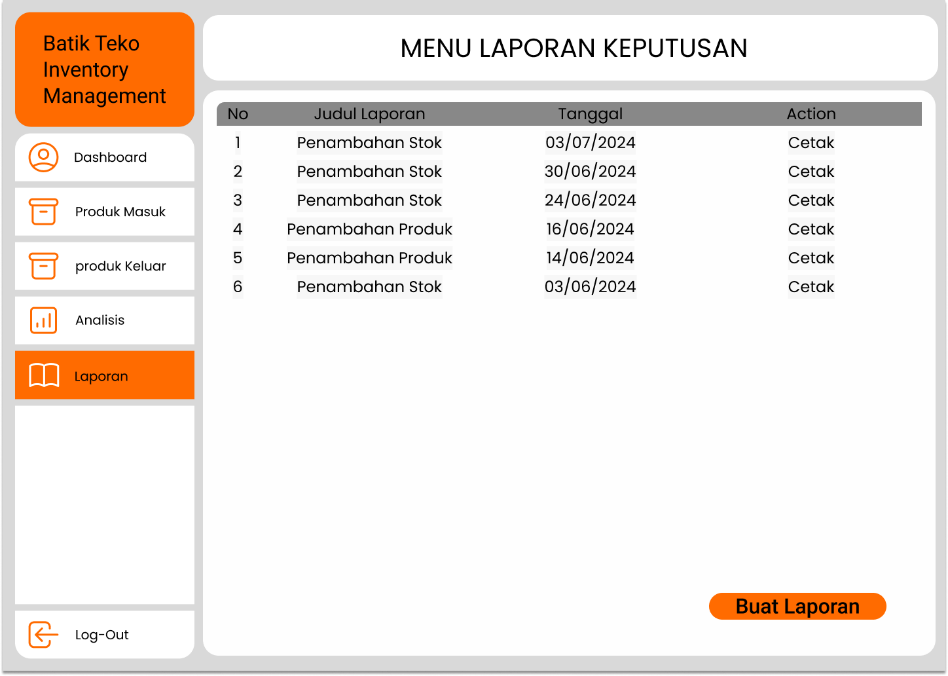 Batik Teko
Inventory
Management
Dashboard
Produk Masuk
produk Keluar
Analisis
Laporan
Log-Out
MENU LAPORAN KEPUTUSAN
No Judul Laporan Tanggal Action
1 Penambahan Stok 03/07/2024 Cetak
2 Penambahan Stok 30/06/2024 Cetak
3 Penambahan Stok 24/06/2024 Cetak
4 Penambahan Produk 16/06/2024 Cetak
5 Penambahan Produk 14/06/2024 Cetak
6 Penambahan Stok 03/06/2024 Cetak
Buat Laporan